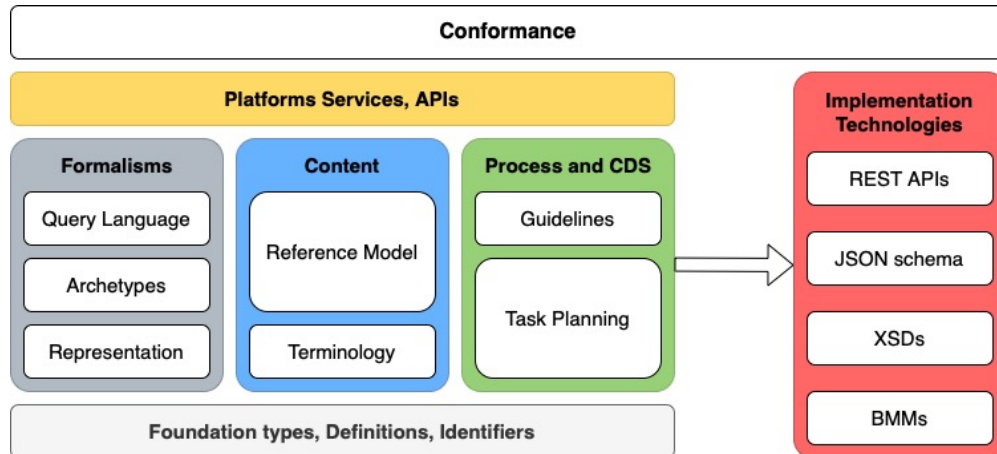 Conformance
Platforms Services, APIs
Formalisms
Query Language
Archetypes
Representation
Content
Reference Model
Terminology
Process and CDS
Guidelines
Task Planning
Foundation types, Definitions, Identifiers
Implementation
Technologies
REST APIs
JSON schema
XSDs
BMMs